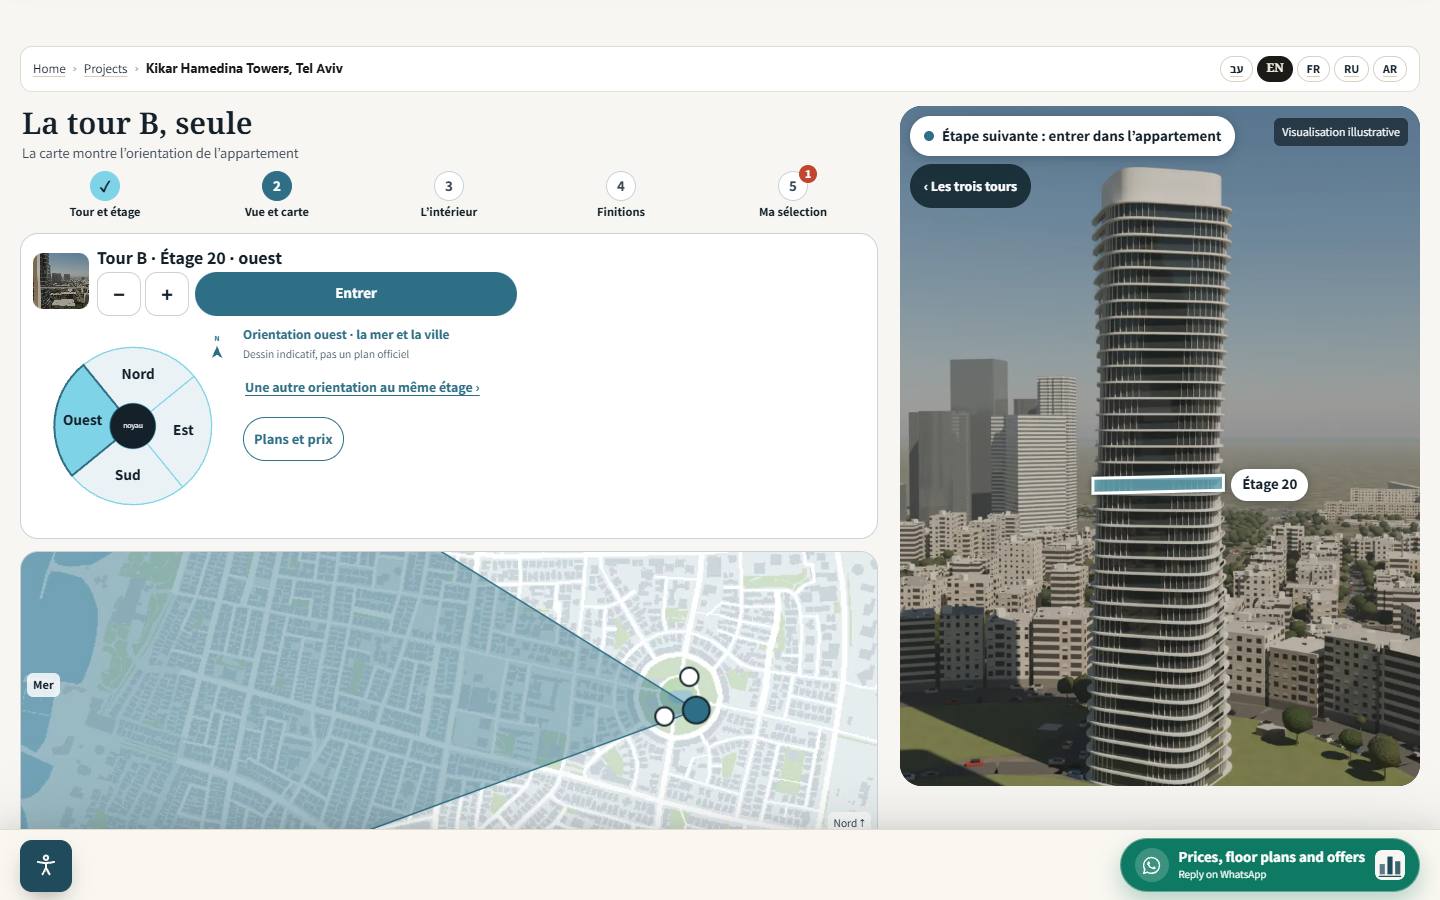 Home › Projects › Kikar Hamedina Towers, Tel Aviv
עב EN FR RU AR
La tour B, seule
La carte montre l’orientation de l’appartement
✓ 2 3 4 5 1
Tour et étage Vue et carte L’intérieur Finitions Ma sélection
Tour B · Étage 20 · ouest
− + Entrer
N
Orientation ouest · la mer et la ville
Dessin indicatif, pas un plan officiel
Une autre orientation au même étage ›
Plans et prix
Nord
Ouest
noyau
Est
Sud
Mer
Nord ↑
Étape suivante : entrer dans l’appartement
Visualisation illustrative
‹ Les trois tours
Étage 20
Prices, floor plans and offers
Reply on WhatsApp